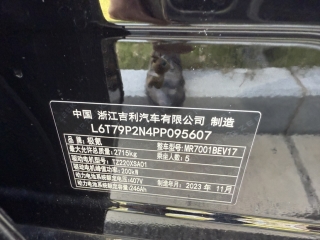 中国 浙江吉利汽车有限公司 制造
L6T79P2N4PP095607
品牌：极氪 整车型号：MR7001BEV17
最大允许总质量：2715kg 乘坐人数：5
驱动电机型号：TZ220XSA01
驱动电机峰值功率：200kW
动力电池系统额定电压：407V 2023 年 11月
动力电池系统额定容量：246Ah